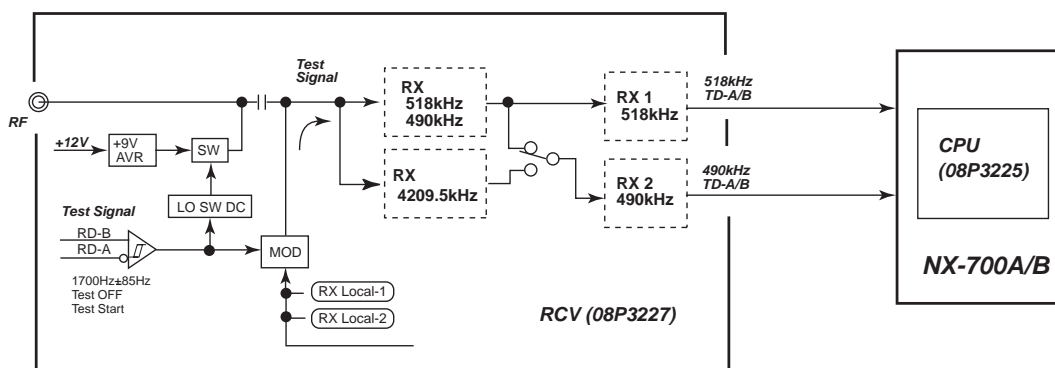 RF
+12V
+9V
AVR
SW
LO SW DC
Test Signal
RD-B
RD-A
1700Hz±85Hz
Test OFF
Test Start
MOD
RX Local-1
RX Local-2
Test
Signal
RX
518kHz
490kHz
RX
4209.5kHz
RX 1
518kHz
RX 2
490kHz
RCV (08P3227)
518kHz
TD-A/B
490kHz
TD-A/B
CPU
(08P3225)
NX-700A/B